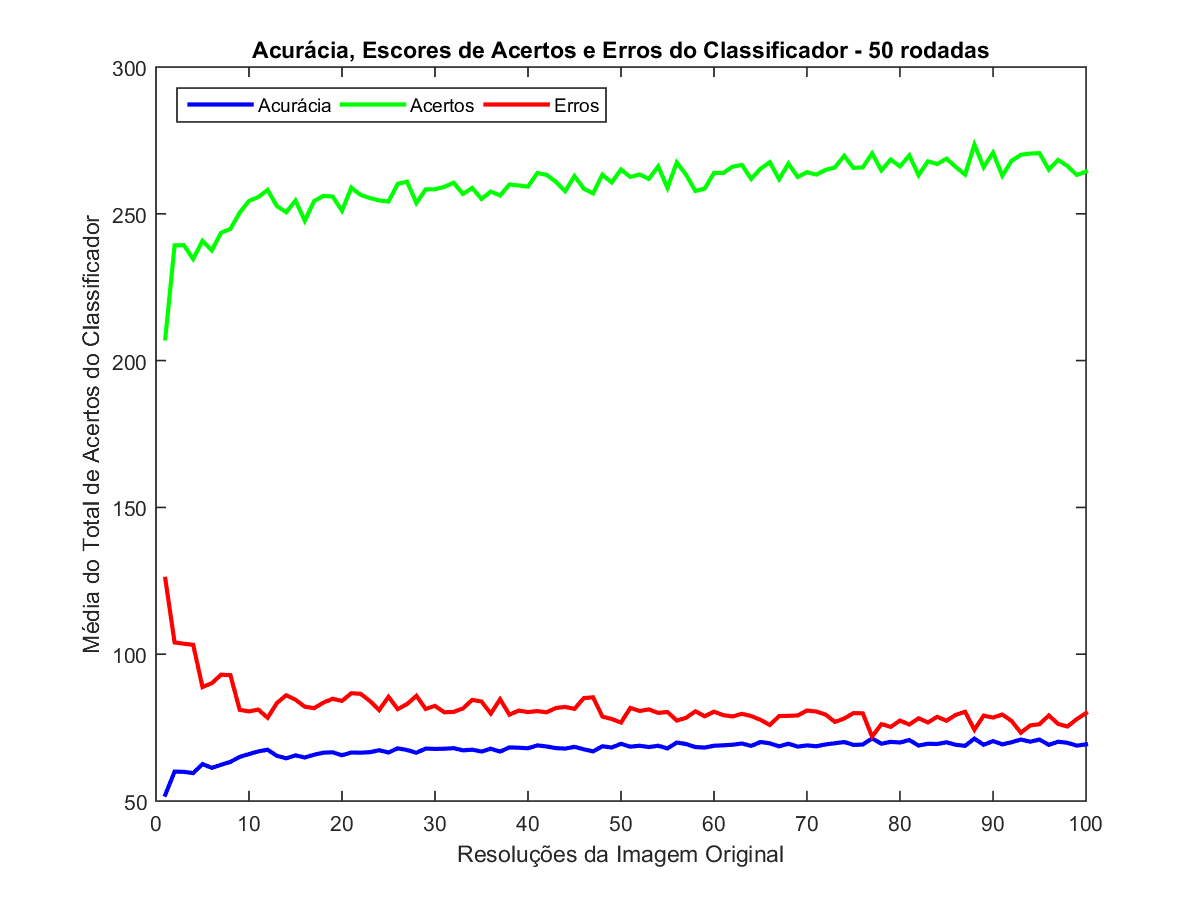 Acurácia, Escores de Acertos e Erros do Classificador - 50 rodadas
Acurácia Acertos Erros
Média do Total de Acertos do Classificador
300
250
200
150
100
50
0 10 20 30 40 50 60 70 80 90 100
Resoluções da Imagem Original